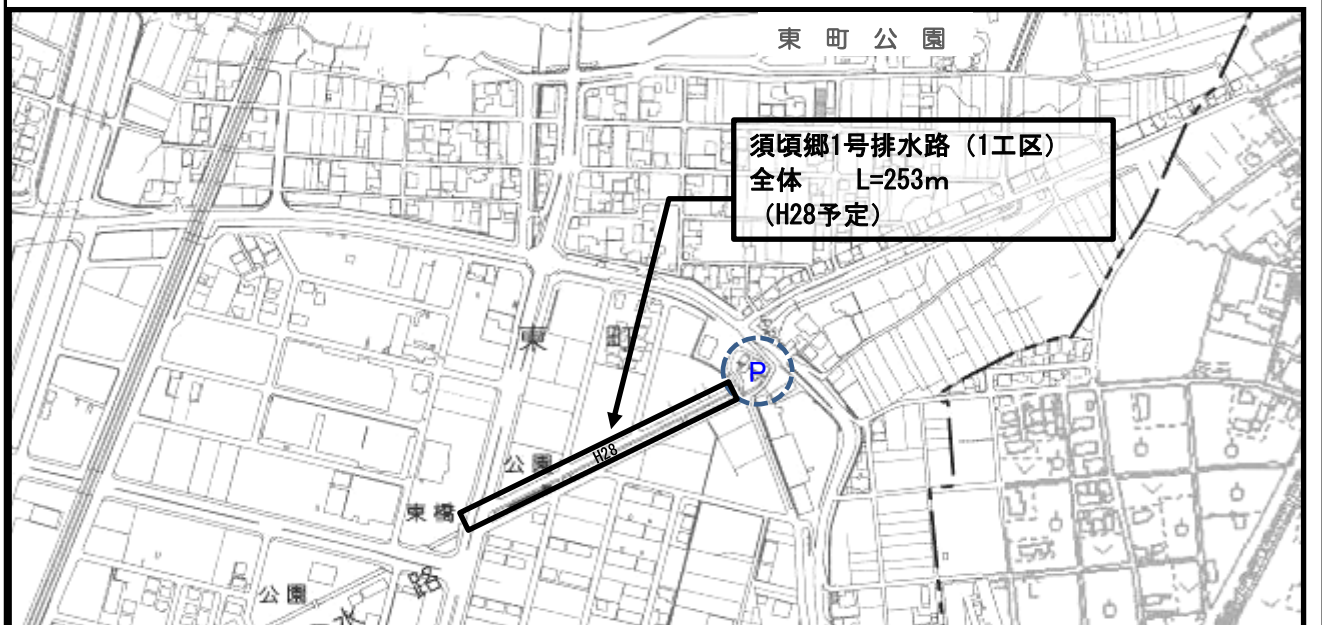 東町公園
須頃郷1号排水路（1工区）
全体　　L=253m
（H28予定）
東　町
P
公園
H28
東橋
路
水
公園